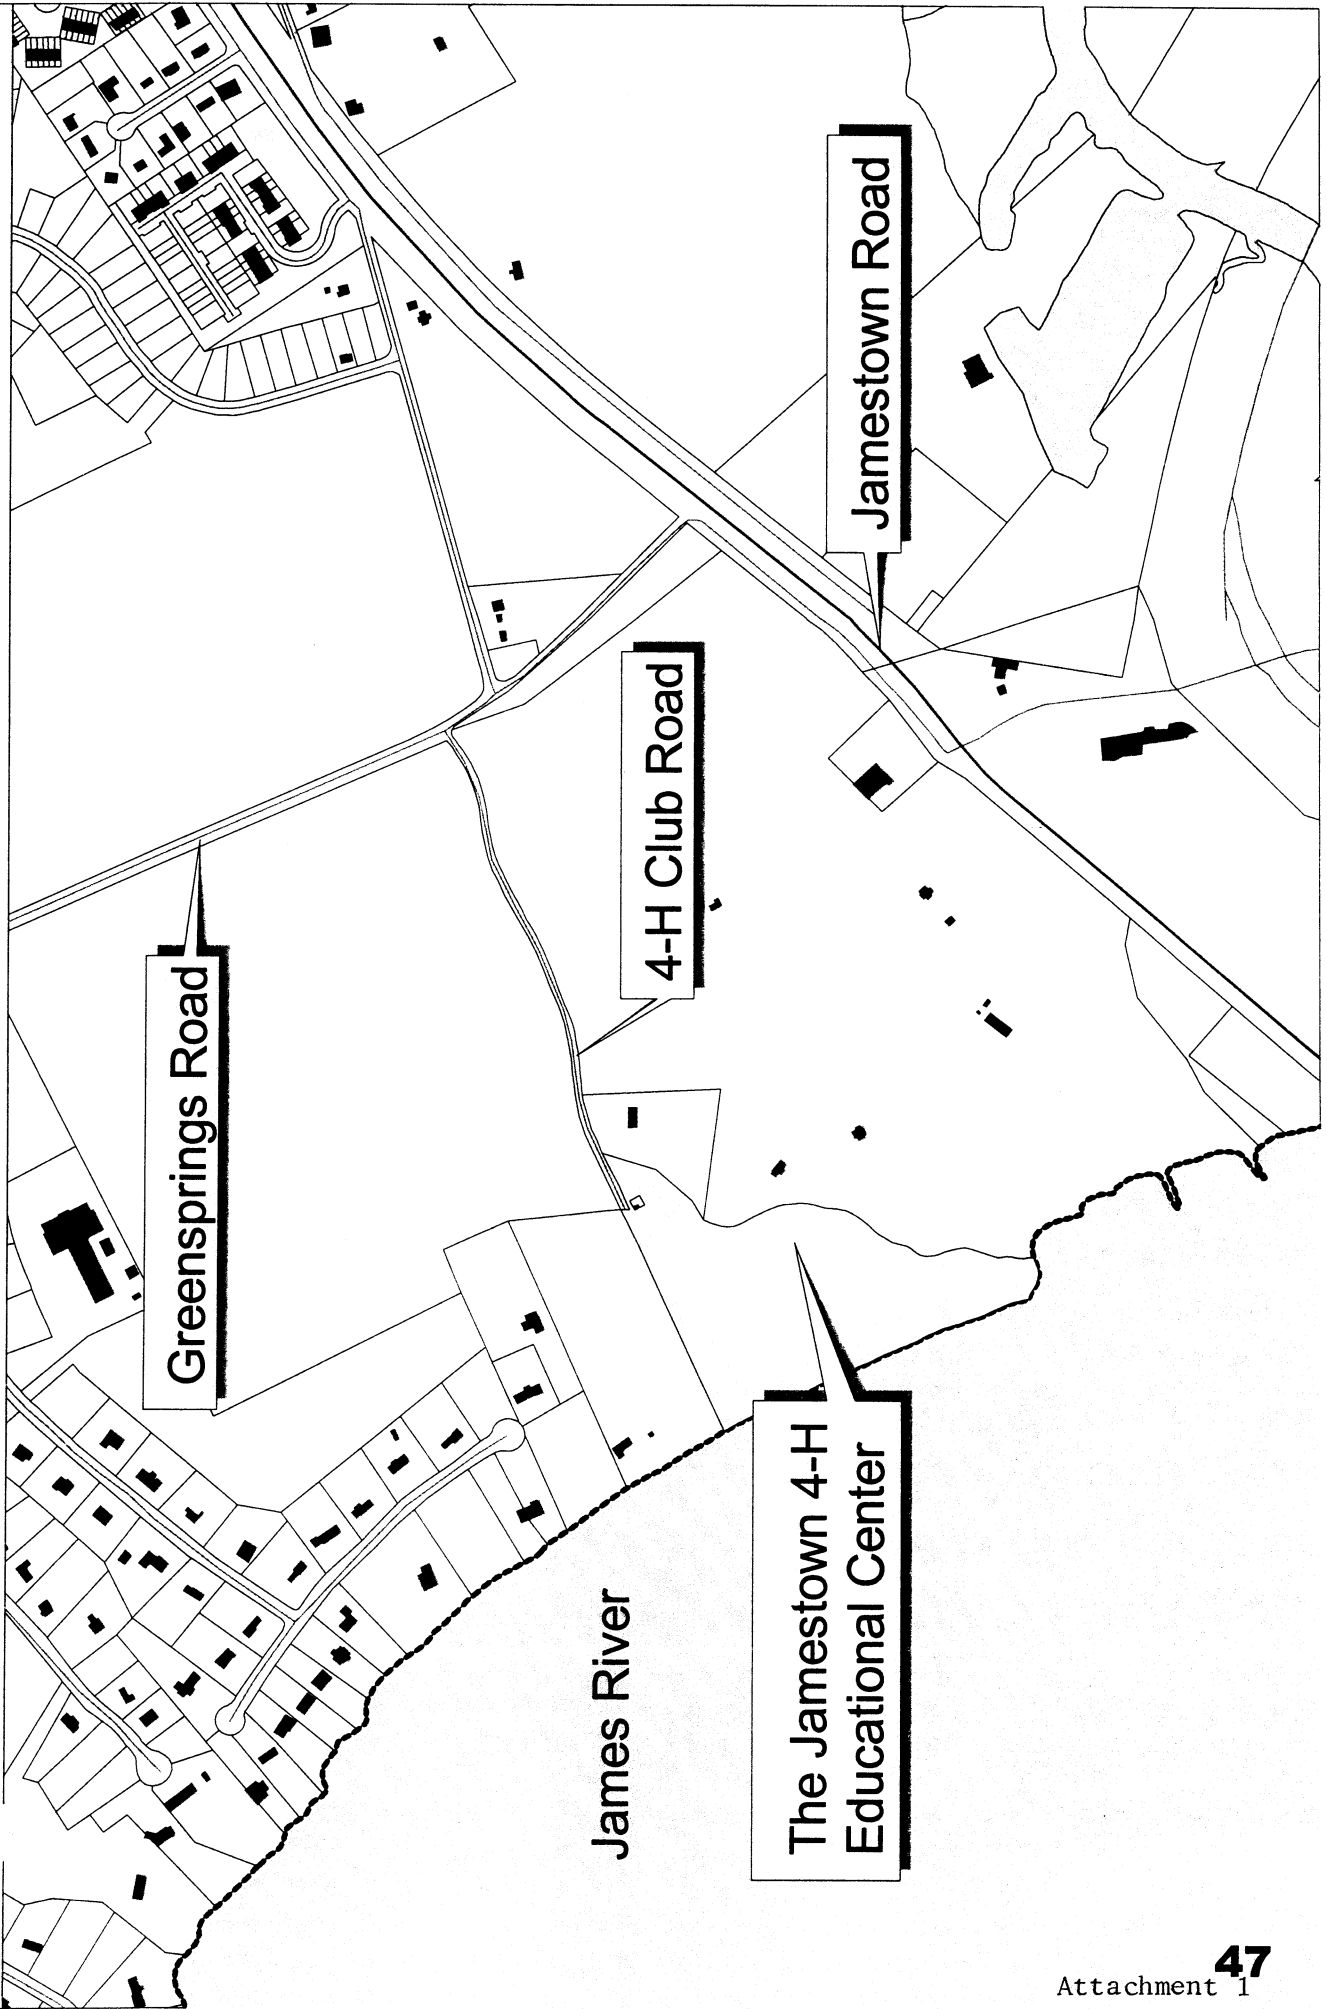 Jamestown Road
4-H Club Road
Greensprings Road
James River
The Jamestown 4-H
Educational Center
47
Attachment 1